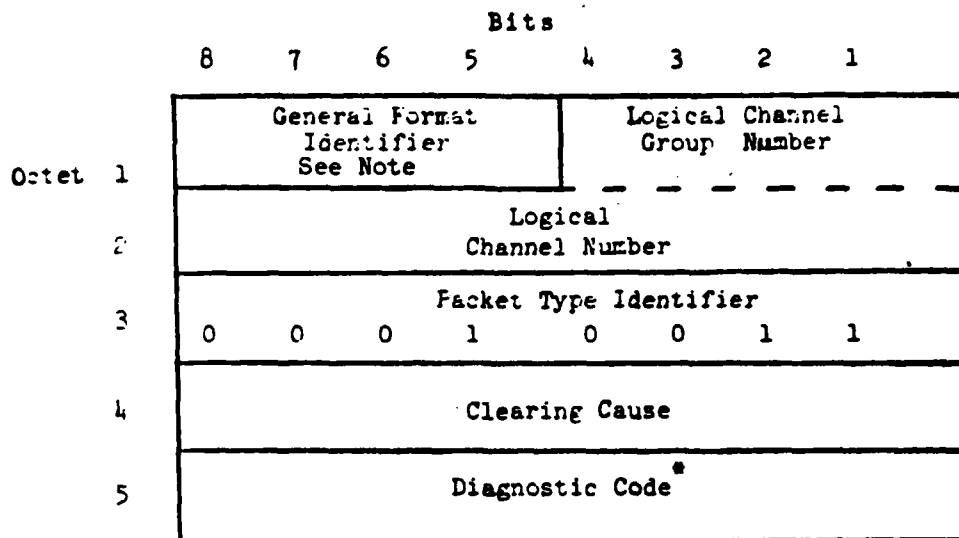 Bits
8 7 6 5 4 3 2 1
General Format Logical Channel
Identifier Group Number
See Note
Octet 1
Logical
2 Channel Number
Packet Type Identifier
3
0 0 0 1 0 0 1 1
4 Clearing Cause
5 Diagnostic Code*